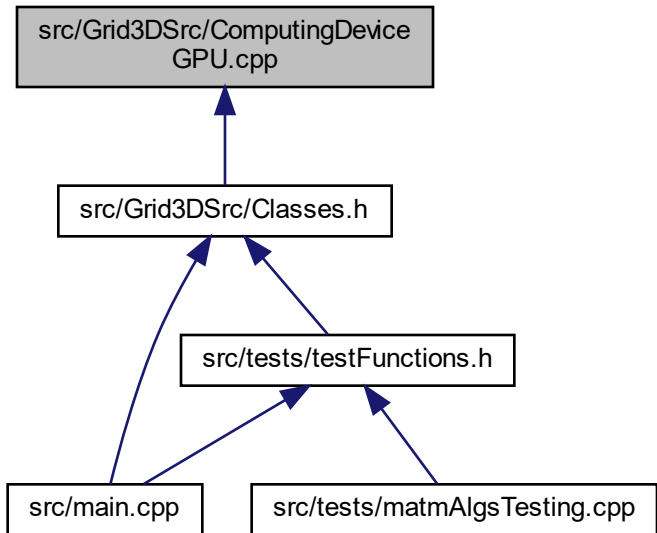 src/Grid3DSrc/ComputingDevice
GPU.cpp
src/Grid3DSrc/Classes.h
src/tests/testFunctions.h
src/main.cpp
src/tests/matmAlgsTesting.cpp